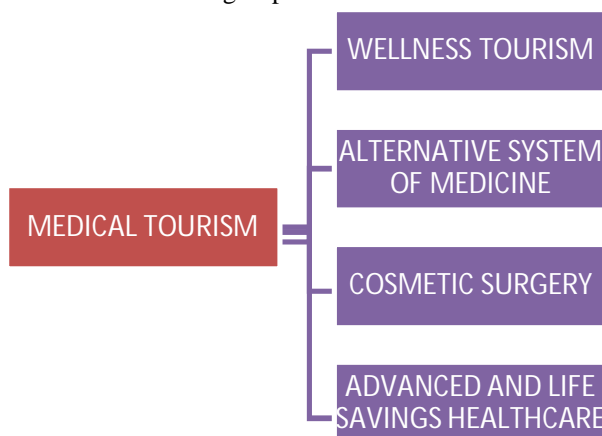 WELLNESS TOURISM
ALTERNATIVE SYSTEM
OF MEDICINE
MEDICAL TOURISM
COSMETIC SURGERY
ADVANCED AND LIFE
SAVINGS HEALTHCARE